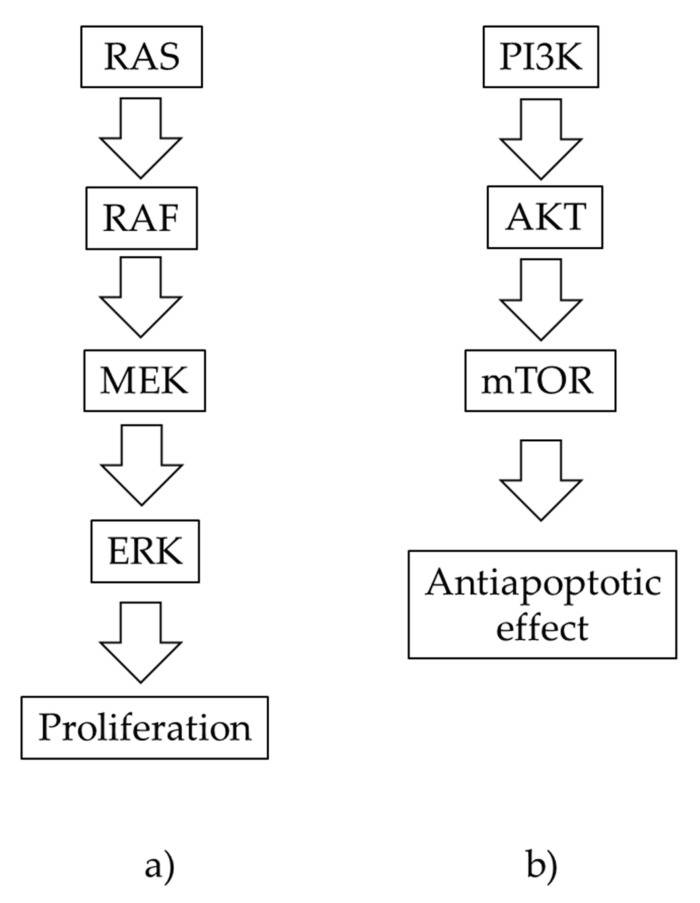 RAS
RAF
MEK
ERK
Proliferation
a)
PI3K
AKT
mTOR
Antiapoptotic
effect
b)